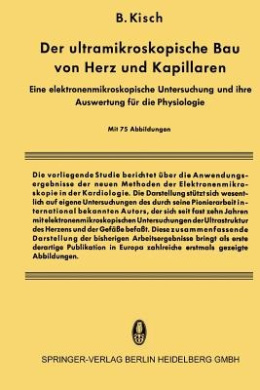 B. Kisch
Der ultramikroskopische Bau
von Herz und Kapillaren
Eine elektronenmikroskopische Untersuchung und ihre
Auswertung für die Physiologie
Mit 75 Abbildungen
Die vorliegende Studie berichtet über die Anwendungs-
ergebnisse der neuen Methoden der Elektronenmikro-
skopie in der Kardiologie. Die Darstellung stützt sich wesent-
lich auf eigene Untersuchungen des durch seine Pionierarbeit in-
ternational bekannten Autors, der sich seit fast zehn Jahren
mit elektronenmikroskopischen Untersuchungen der Ultrastruktur
des Herzens und der Gefäße befaßt. Diese zusammenfassende
Darstellung der bisherigen Arbeitsergebnisse bringt als erste
derartige Publikation in Europa zahlreiche erstmals gezeigte
Abbildungen.
SPRINGER-VERLAG BERLIN HEIDELBERG GMBH